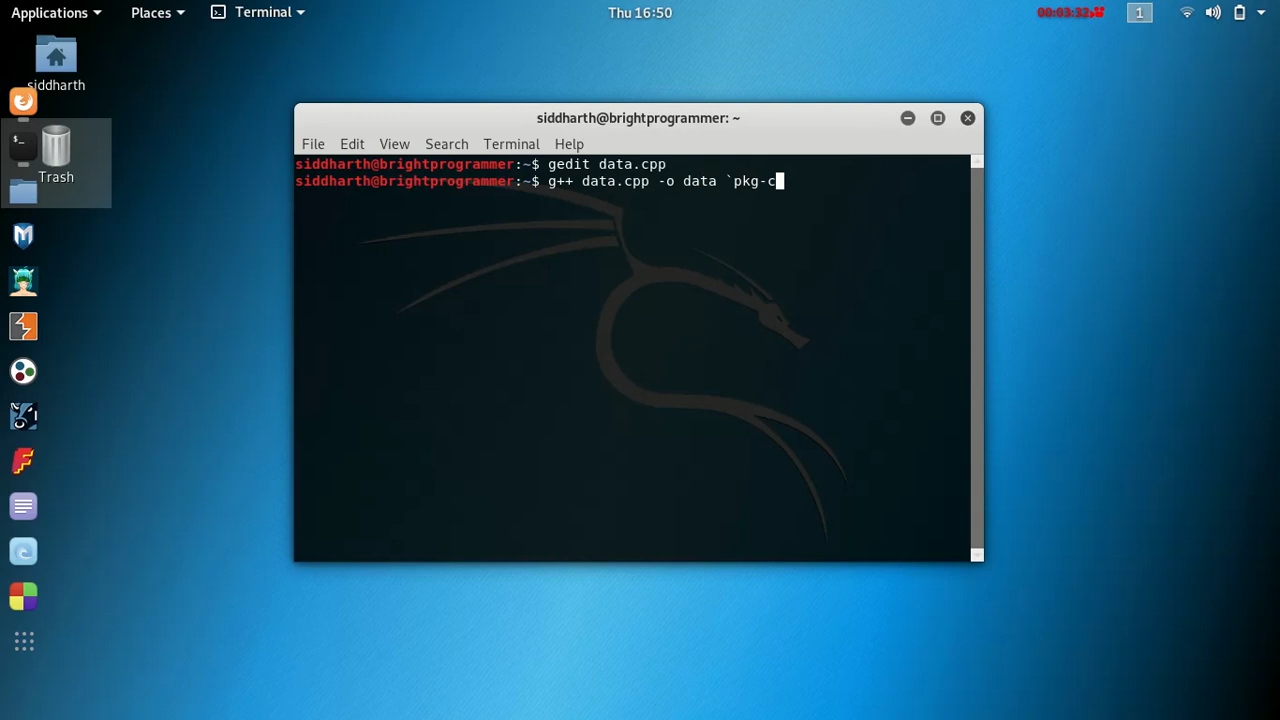 Applications Places Terminal Thu 16:50 00:03:32 1
siddharth
Trash
siddharth@brightprogrammer: ~
File Edit View Search Terminal Help
siddharth@brightprogrammer:~$ gedit data.cpp
siddharth@brightprogrammer:~$ g++ data.cpp -o data `pkg-c